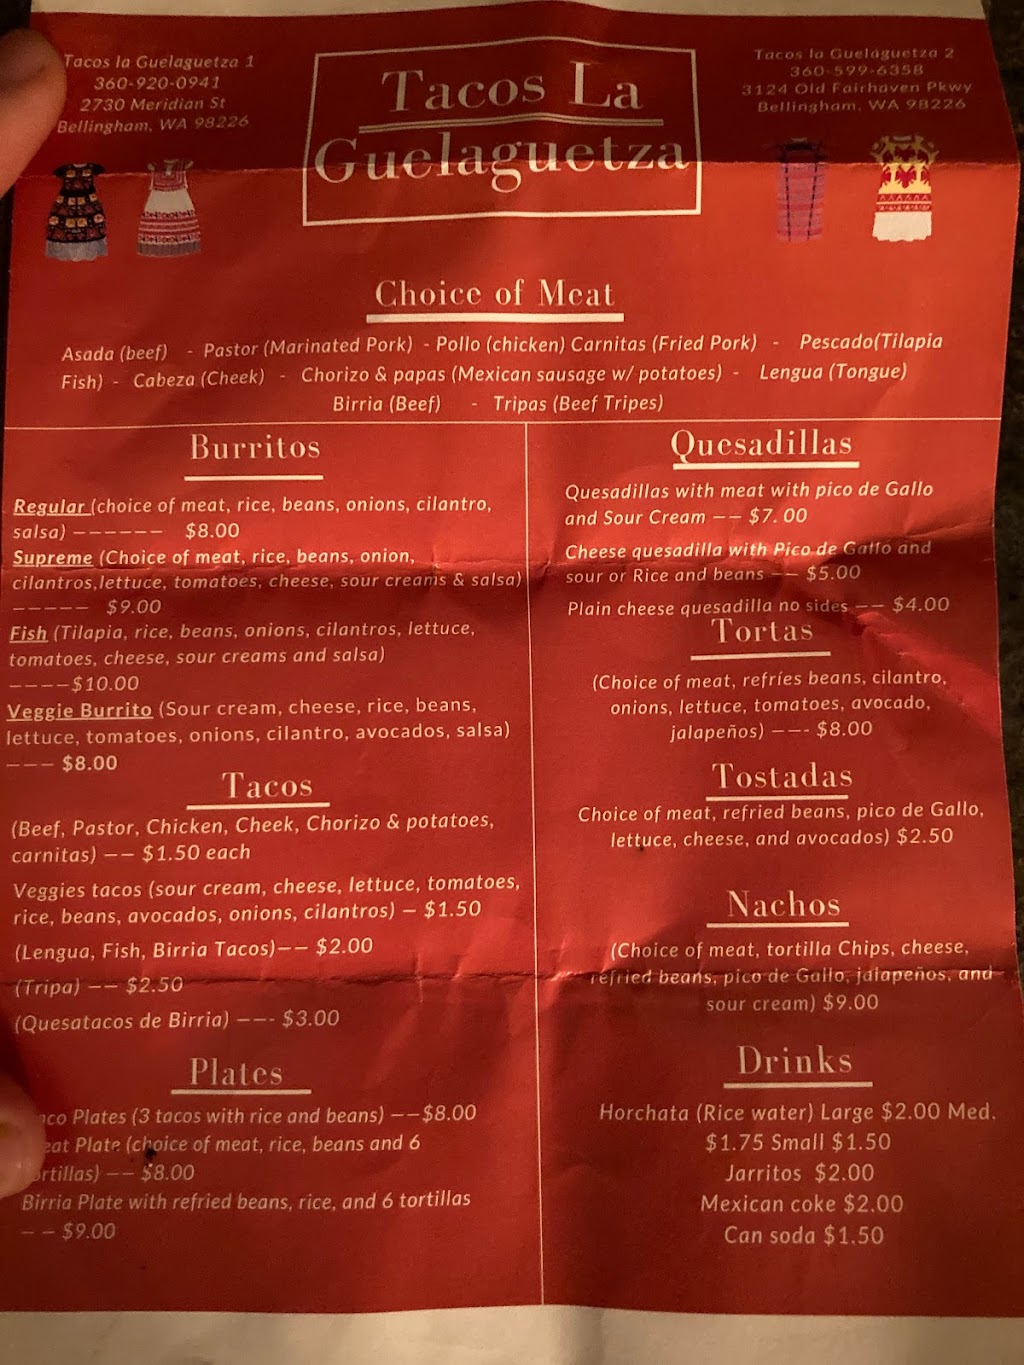 Tacos la Guelaguetza 1
360-920-0941
2730 Meridian St
Bellingham, WA 98226
Tacos La
Guelaguetza
Tacos la Guelaguetza 2
360-599-6358
3124 Old Fairhaven Pkwy
Bellingham, WA 98226
Choice of Meat
Asada (beef) - Pastor (Marinated Pork) - Pollo (chicken) Carnitas (Fried Pork) - Pescado(Tilapia
Fish) - Cabeza (Cheek) - Chorizo & papas (Mexican sausage w/ potatoes) - Lengua (Tongue)
Birria (Beef) - Tripas (Beef Tripes)
Burritos
Regular (choice of meat, rice, beans, onions, cilantro,
salsa) —————— $8.00
Supreme (Choice of meat, rice, beans, onion,
cilantros,lettuce, tomatoes, cheese, sour creams & salsa)
————— $9.00
Fish (Tilapia, rice, beans, onions, cilantros, lettuce,
tomatoes, cheese, sour creams and salsa)
————$10.00
Veggie Burrito (Sour cream, cheese, rice, beans,
lettuce, tomatoes, onions, cilantro, avocados, salsa)
——— $8.00
Tacos
(Beef, Pastor, Chicken, Cheek, Chorizo & potatoes,
carnitas) —— $1.50 each
Veggies tacos (sour cream, cheese, lettuce, tomatoes,
rice, beans, avocados, onions, cilantros) — $1.50
(Lengua, Fish, Birria Tacos)—— $2.00
(Tripa) —— $2.50
(Quesatacos de Birria) ——- $3.00
Plates
Plates (3 tacos with rice and beans) ——$8.00
Plate (choice of meat, rice, beans and 6
—— $8.00
Birria Plate with refried beans, rice, and 6 tortillas
—— $9.00
Quesadillas
Quesadillas with meat with pico de Gallo
and Sour Cream —— $7. 00
Cheese quesadilla with Pico de Gallo and
sour or Rice and beans —— $5.00
Plain cheese quesadilla no sides —— $4.00
Tortas
(Choice of meat, refries beans, cilantro,
onions, lettuce, tomatoes, avocado,
jalapeños) ——- $8.00
Tostadas
Choice of meat, refried beans, pico de Gallo,
lettuce, cheese, and avocados) $2.50
Nachos
(Choice of meat, tortilla Chips, cheese,
refried beans, pico de Gallo, jalapeños, and
sour cream) $9.00
Drinks
Horchata (Rice water) Large $2.00 Med.
$1.75 Small $1.50
Jarritos $2.00
Mexican coke $2.00
Can soda $1.50